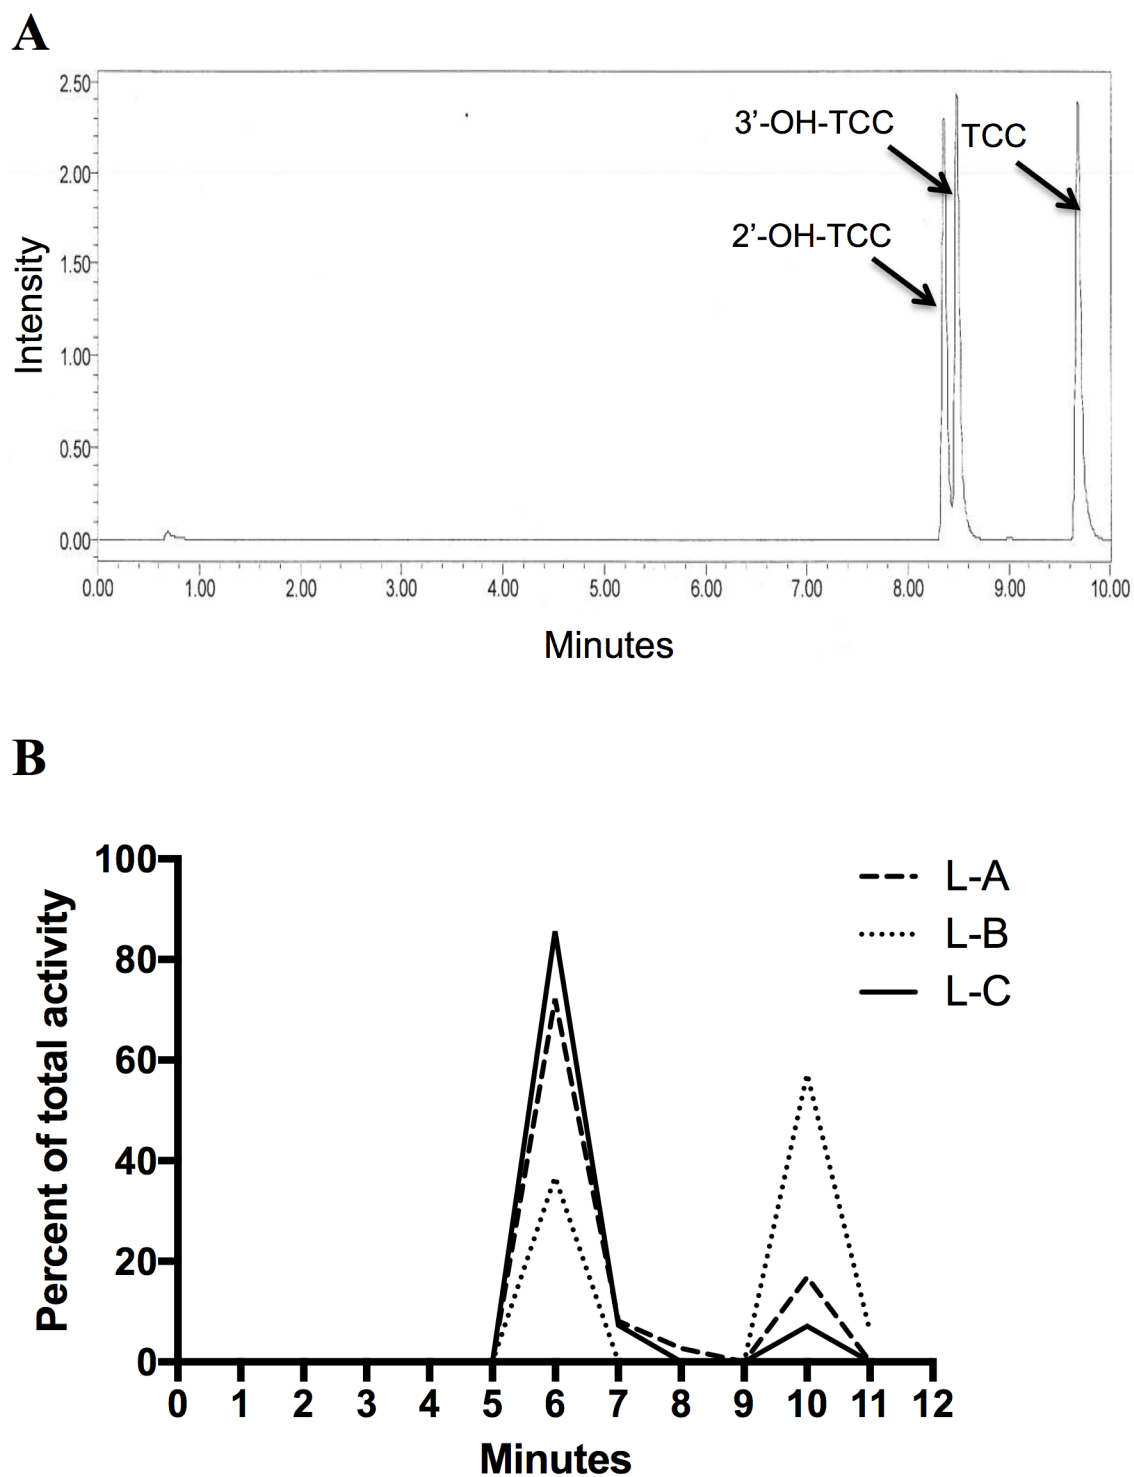 A
2.50
2.00
1.50
1.00
0.50
0.00
Intensity
3’-OH-TCC
TCC
2’-OH-TCC
0.00 1.00 2.00 3.00 4.00 5.00 6.00 7.00 8.00 9.00 10.00
Minutes
B
100
80
60
40
20
0
Percent of total activity
L-A
L-B
L-C
0 1 2 3 4 5 6 7 8 9 10 11 12
Minutes